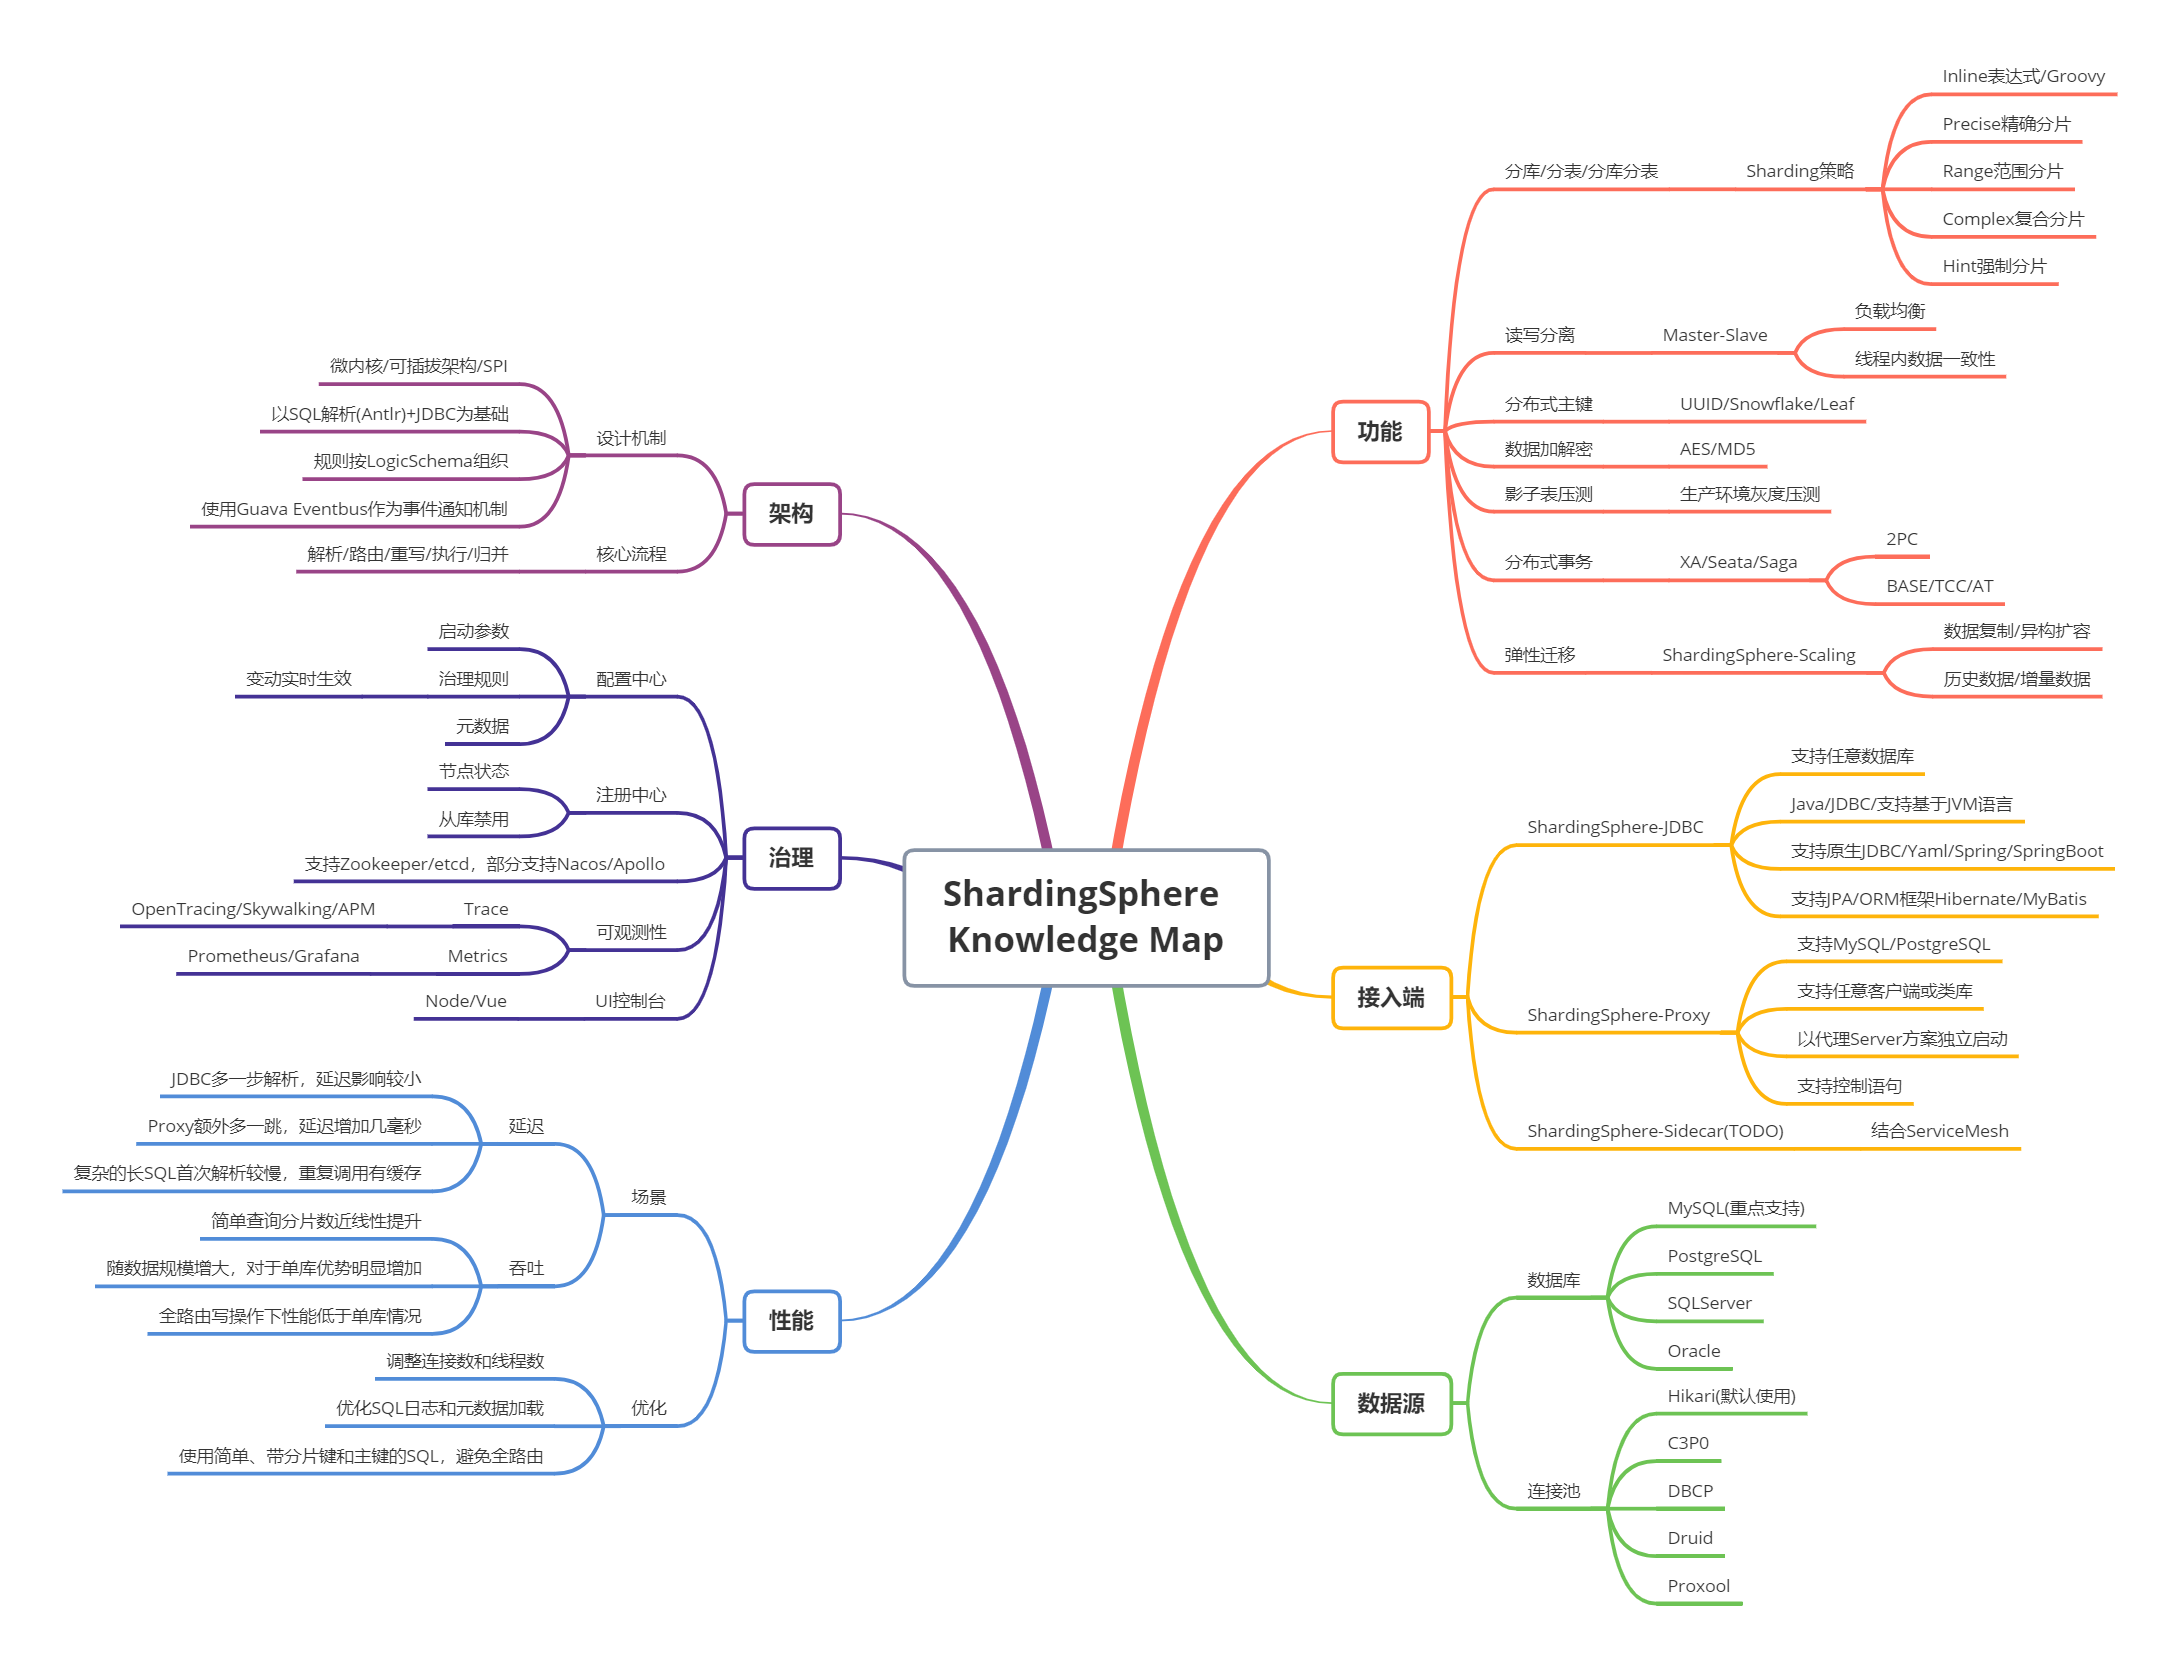 ShardingSphere
Knowledge Map
功能
分库/分表/分库分表
Sharding策略
Inline表达式/Groovy
Precise精确分片
Range范围分片
Complex复合分片
Hint强制分片
读写分离
Master-Slave
负载均衡
线程内数据一致性
分布式主键
UUID/Snowflake/Leaf
数据加解密
AES/MD5
影子表压测
生产环境灰度压测
分布式事务
XA/Seata/Saga
2PC
BASE/TCC/AT
弹性迁移
ShardingSphere-Scaling
数据复制/异构扩容
历史数据/增量数据
接入端
ShardingSphere-JDBC
支持任意数据库
Java/JDBC/支持基于JVM语言
支持原生JDBC/Yaml/Spring/SpringBoot
支持JPA/ORM框架Hibernate/MyBatis
ShardingSphere-Proxy
支持MySQL/PostgreSQL
支持任意客户端或类库
以代理Server方案独立启动
支持控制语句
ShardingSphere-Sidecar(TODO)
结合ServiceMesh
数据源
数据库
MySQL(重点支持)
PostgreSQL
SQLServer
Oracle
连接池
Hikari(默认使用)
C3P0
DBCP
Druid
Proxool
架构
设计机制
微内核/可插拔架构/SPI
以SQL解析(Antlr)+JDBC为基础
规则按LogicSchema组织
使用Guava Eventbus作为事件通知机制
核心流程
解析/路由/重写/执行/归并
治理
配置中心
启动参数
治理规则
变动实时生效
元数据
注册中心
节点状态
从库禁用
支持Zookeeper/etcd，部分支持Nacos/Apollo
可观测性
Trace
OpenTracing/Skywalking/APM
Metrics
Prometheus/Grafana
UI控制台
Node/Vue
性能
场景
延迟
JDBC多一步解析，延迟影响较小
Proxy额外多一跳，延迟增加几毫秒
复杂的长SQL首次解析较慢，重复调用有缓存
吞吐
简单查询分片数近线性提升
随数据规模增大，对于单库优势明显增加
全路由写操作下性能低于单库情况
优化
调整连接数和线程数
优化SQL日志和元数据加载
使用简单、带分片键和主键的SQL，避免全路由